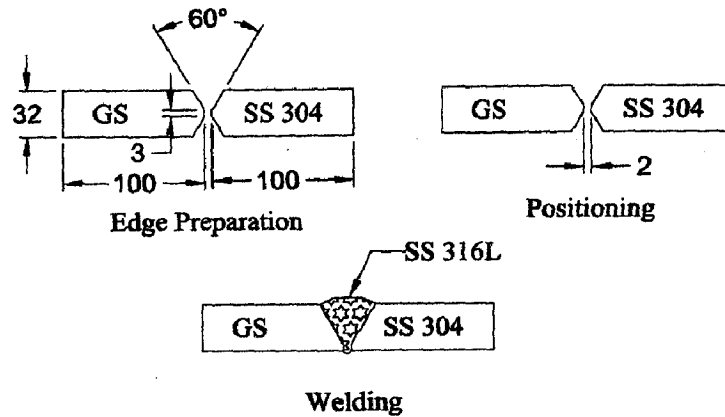 60°
32
GS
SS 304
3
100
100
Edge Preparation
GS
SS 304
2
Positioning
SS 316L
GS
SS 304
Welding